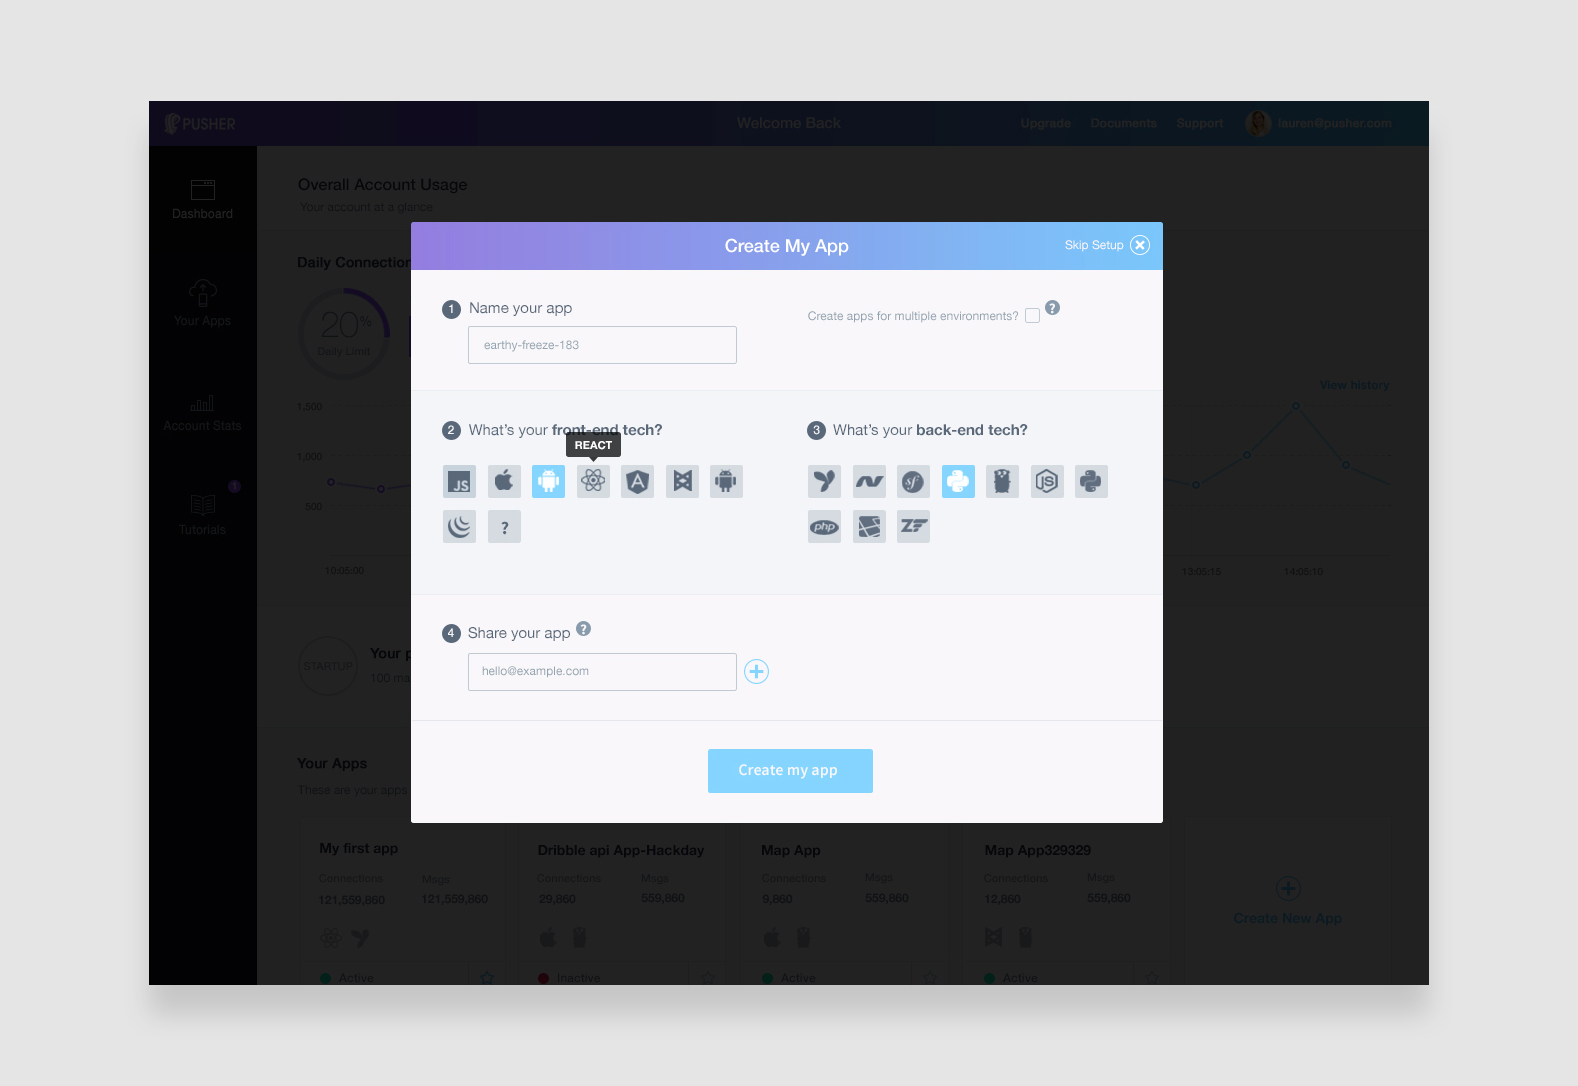 PUSHER
Welcome Back
Upgrade
Documents
Support
lauren@pusher.com
Dashboard
Your Apps
Account Stats
1
Tutorials
Overall Account Usage
Your account at a glance
Daily Connection
20%
Daily Limit
View history
1,500
1,000
500
10:05:00
13:05:15
14:05:10
STARTUP
Your p
100 ma
Your Apps
These are your apps
My first app
Connections
Msgs
121,559,860
121,559,860
Active
Dribble api App-Hackday
Connections
Msgs
29,860
559,860
Inactive
Map App
Connections
Msgs
9,860
559,860
Active
Map App329329
Connections
Msgs
12,860
559,860
Active
Create New App
Create My App
Skip Setup
1 Name your app
earthy-freeze-183
Create apps for multiple environments? ?
2 What's your front-end tech?
REACT
JS
A
?
3 What's your back-end tech?
sf
JS
php
ZF
4 Share your app ?
hello@example.com
Create my app